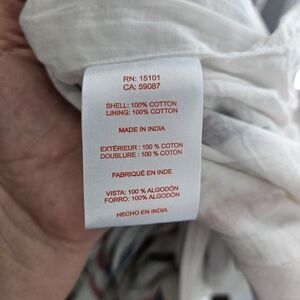 RN: 15101
CA: 59087
SHELL: 100% COTTON
LINING: 100% COTTON
MADE IN INDIA
EXTÉRIEUR : 100 % COTON
DOUBLURE : 100 % COTON
FABRIQUÉ EN INDE
VISTA: 100 % ALGODÓN
FORRO: 100% ALGODÓN
HECHO EN INDIA